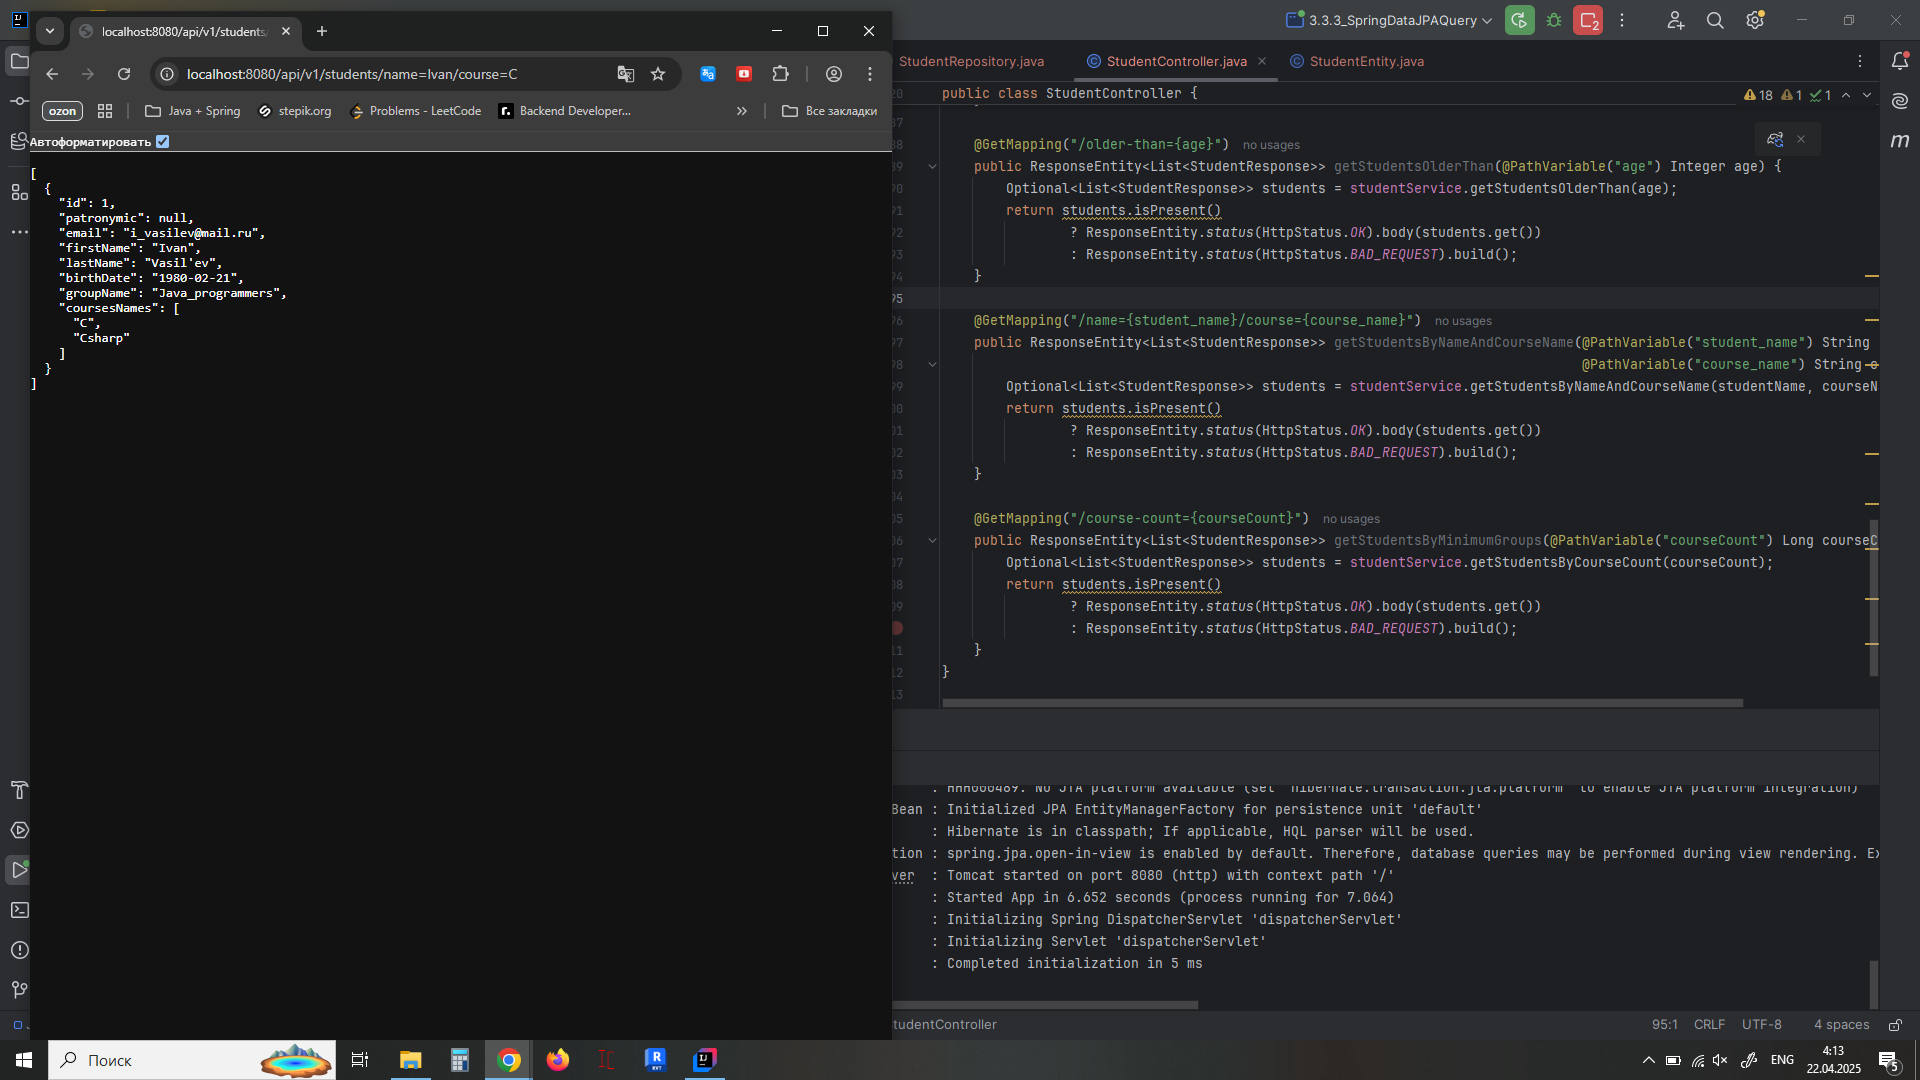 localhost:8080/api/v1/students/
localhost:8080/api/v1/students/name=Ivan/course=C
ozon
Java + Spring
stepik.org
Problems - LeetCode
Backend Developer...
»
Все закладки
Автоформатировать
[
  {
    "id": 1,
    "patronymic": null,
    "email": "i_vasilev@mail.ru",
    "firstName": "Ivan",
    "lastName": "Vasil'ev",
    "birthDate": "1980-02-21",
    "groupName": "Java_programmers",
    "coursesNames": [
      "C",
      "Csharp"
    ]
  }
]
3.3.3_SpringDataJPAQuery
2
StudentRepository.java
StudentController.java
StudentEntity.java
20 public class StudentController {
18 1 1
87
@GetMapping("/older-than={age}") no usages
public ResponseEntity<List<StudentResponse>> getStudentsOlderThan(@PathVariable("age") Integer age) {
Optional<List<StudentResponse>> students = studentService.getStudentsOlderThan(age);
return students.isPresent()
? ResponseEntity.status(HttpStatus.OK).body(students.get())
: ResponseEntity.status(HttpStatus.BAD_REQUEST).build();
}
95
@GetMapping("/name={student_name}/course={course_name}") no usages
public ResponseEntity<List<StudentResponse>> getStudentsByNameAndCourseName(@PathVariable("student_name") String
@PathVariable("course_name") String
Optional<List<StudentResponse>> students = studentService.getStudentsByNameAndCourseName(studentName, courseN
return students.isPresent()
? ResponseEntity.status(HttpStatus.OK).body(students.get())
: ResponseEntity.status(HttpStatus.BAD_REQUEST).build();
}
@GetMapping("/course-count={courseCount}") no usages
public ResponseEntity<List<StudentResponse>> getStudentsByMinimumGroups(@PathVariable("courseCount") Long courseC
Optional<List<StudentResponse>> students = studentService.getStudentsByCourseCount(courseCount);
return students.isPresent()
? ResponseEntity.status(HttpStatus.OK).body(students.get())
: ResponseEntity.status(HttpStatus.BAD_REQUEST).build();
}
}
: HHH000489: No JTA platform available (set 'hibernate.transaction.jta.platform' to enable JTA platform integration)
Bean : Initialized JPA EntityManagerFactory for persistence unit 'default'
: Hibernate is in classpath; If applicable, HQL parser will be used.
tion : spring.jpa.open-in-view is enabled by default. Therefore, database queries may be performed during view rendering. Ex
ver : Tomcat started on port 8080 (http) with context path '/'
: Started App in 6.652 seconds (process running for 7.064)
: Initializing Spring DispatcherServlet 'dispatcherServlet'
: Initializing Servlet 'dispatcherServlet'
: Completed initialization in 5 ms
tudentController
95:1 CRLF UTF-8 4 spaces
Поиск
ENG
4:13
22.04.2025
5